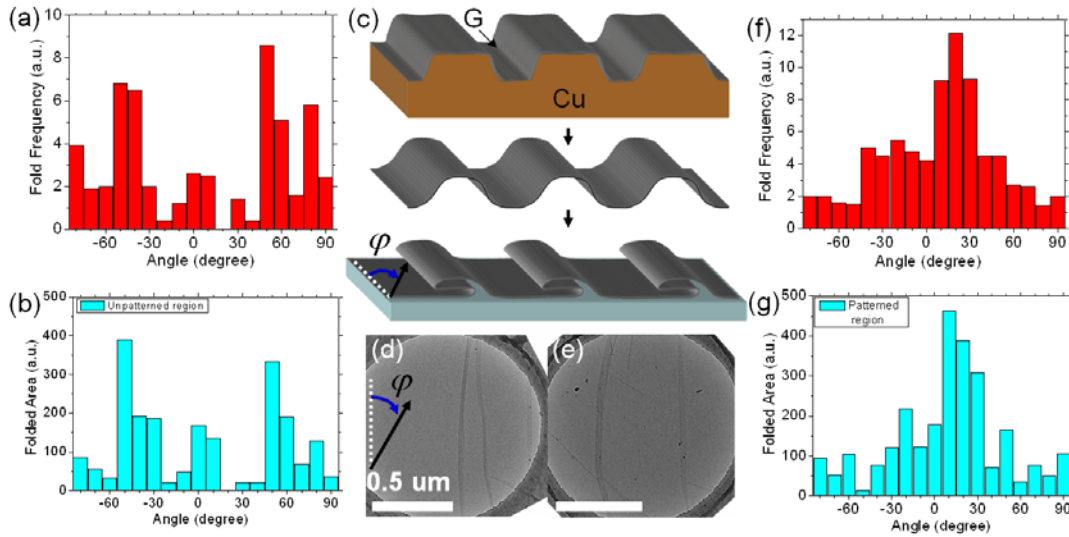 (a)
10
8
6
4
2
0
Fold Frequency (a.u.)
-60 -30 0 30 60 90
Angle (degree)
(b)
500
400
300
200
100
0
Folded Area (a.u.)
Unpatterned region
-60 -30 0 30 60 90
Angle (degree)
(c)
G
Cu
φ
(d)
φ
0.5 um
(e)
(f)
12
10
8
6
4
2
0
Fold Frequency (a.u.)
-60 -30 0 30 60 90
Angle (degree)
(g)
500
400
300
200
100
0
Folded Area (a.u.)
Patterned
region
-60 -30 0 30 60 90
Angle (degree)